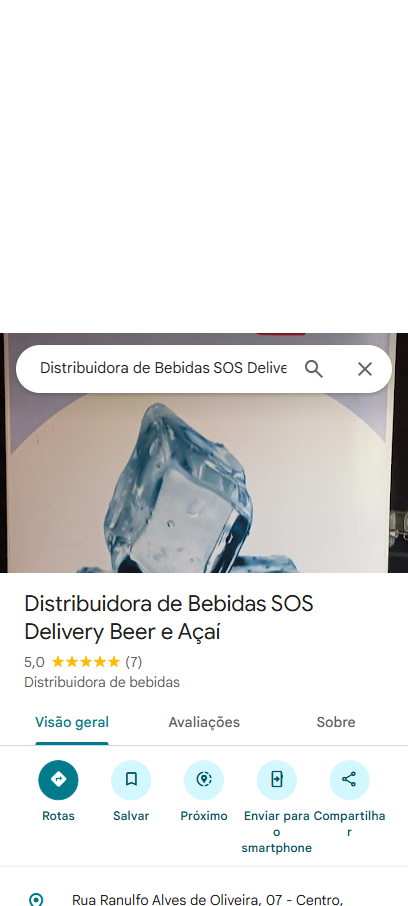 Distribuidora de Bebidas SOS Delive
Distribuidora de Bebidas SOS
Delivery Beer e Açaí
5,0 (7)
Distribuidora de bebidas
Visão geral Avaliações Sobre
Rotas Salvar Próximo Enviar para o smartphone Compartilhar
Rua Ranulfo Alves de Oliveira, 07 - Centro,